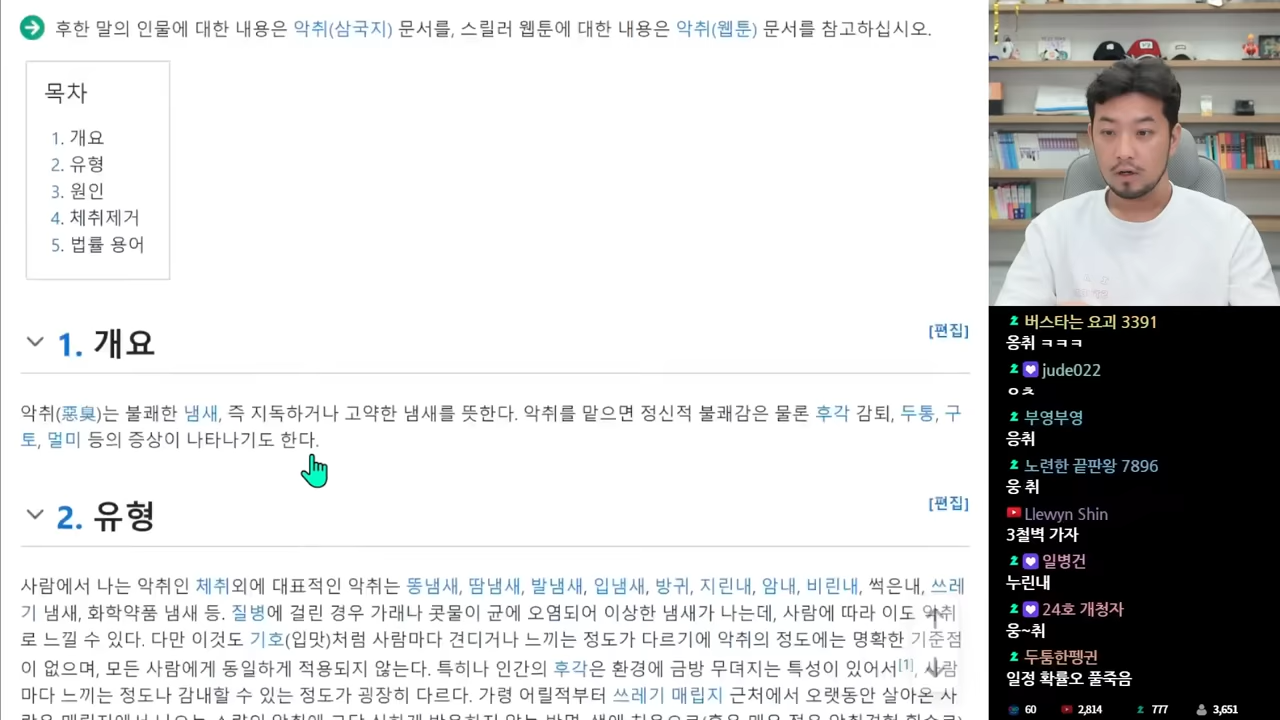 후한 말의 인물에 대한 내용은 악취(삼국지) 문서를, 스릴러 웹툰에 대한 내용은 악취(웹툰) 문서를 참고하십시오.
목차
1. 개요
2. 유형
3. 원인
4. 체취제거
5. 법률 용어
1. 개요
[편집]
악취(惡臭)는 불쾌한 냄새, 즉 지독하거나 고약한 냄새를 뜻한다. 악취를 맡으면 정신적 불쾌감은 물론 후각 감퇴, 두통, 구
토, 멀미 등의 증상이 나타나기도 한다.
2. 유형
[편집]
사람에서 나는 악취인 체취외에 대표적인 악취는 똥냄새, 땀냄새, 발냄새, 입냄새, 방귀, 지린내, 암내, 비린내, 썩은내, 쓰레
기 냄새, 화학약품 냄새 등. 질병에 걸린 경우 가래나 콧물이 균에 오염되어 이상한 냄새가 나는데, 사람에 따라 이도 악취
로 느낄 수 있다. 다만 이것도 기호(입맛)처럼 사람마다 견디거나 느끼는 정도가 다르기에 악취의 정도에는 명확한 기준점
이 없으며, 모든 사람에게 동일하게 적용되지 않는다. 특히나 인간의 후각은 환경에 금방 무뎌지는 특성이 있어서[1], 사람
마다 느끼는 정도나 감내할 수 있는 정도가 굉장히 다르다. 가령 어릴적부터 쓰레기 매립지 근처에서 오랫동안 살아온 사
버스타는 요괴 3391
옹취 ㅋㅋㅋ
jude022
ㅇㅊ
부영부영
응취
노련한 끝판왕 7896
웅 취
Llewyn Shin
3철벽 가자
일병건
누린내
24호 개청자
웅~취
두툼한펭귄
일정 확률오 풀죽음
60 2,814 777 3,651